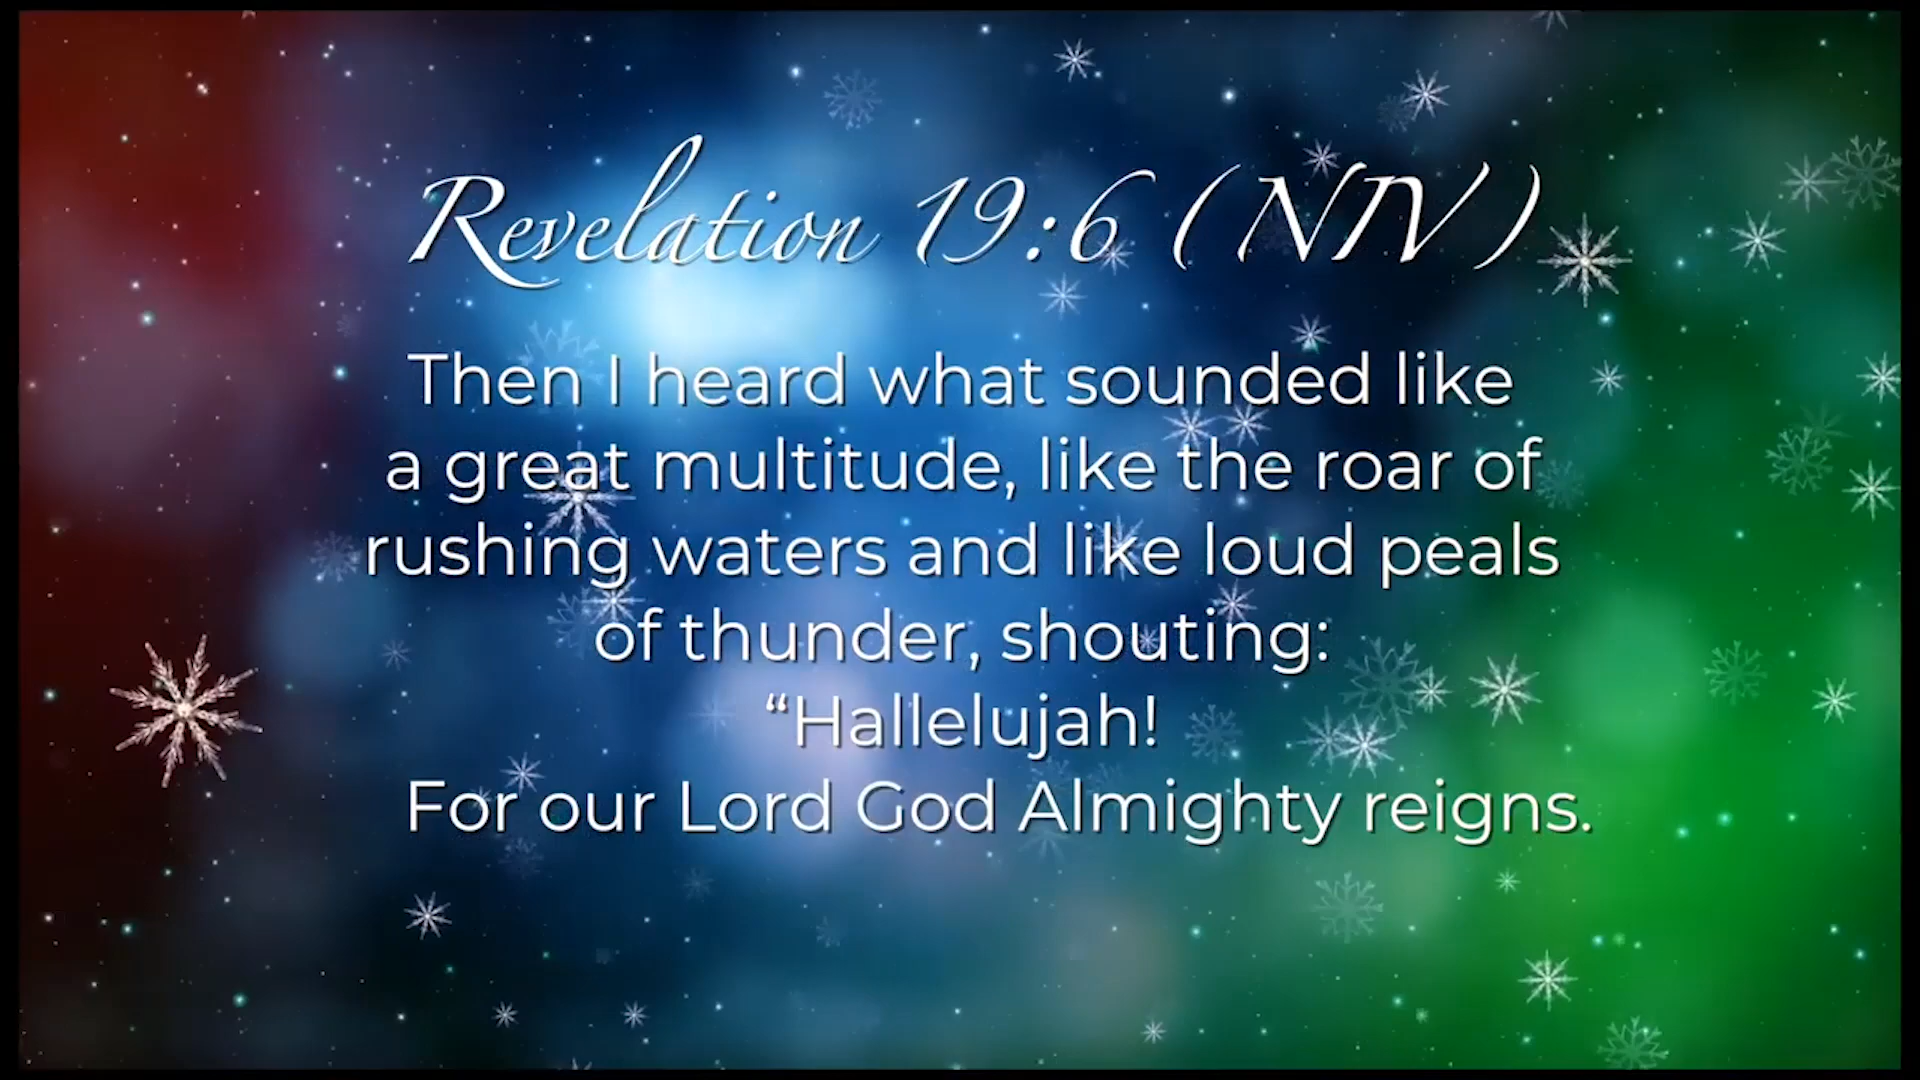 Revelation 19:6 (NIV)
Then I heard what sounded like
a great multitude, like the roar of
rushing waters and like loud peals
of thunder, shouting:
“Hallelujah!
For our Lord God Almighty reigns.